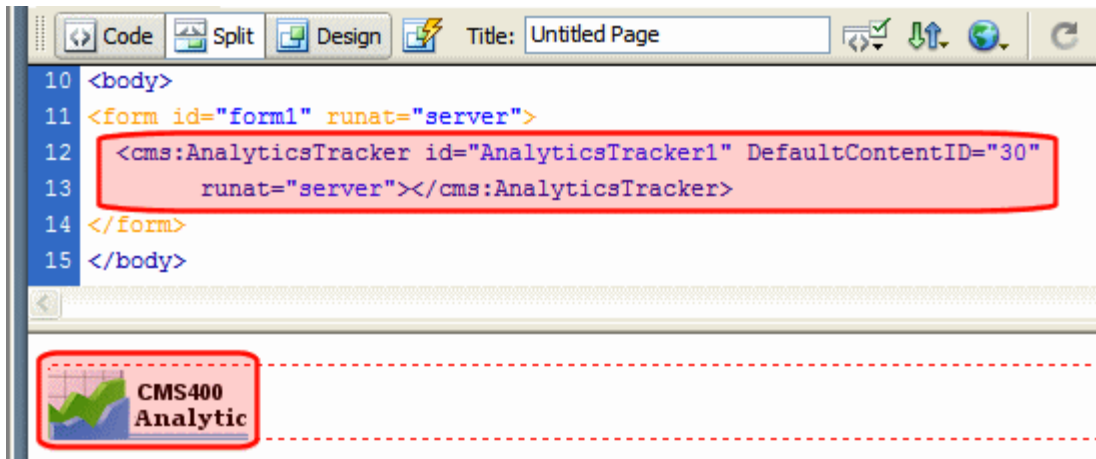 Code Split Design Title: Untitled Page
10 <body>
11 <form id="form1" runat="server">
12 <cms:AnalyticsTracker id="AnalyticsTracker1" DefaultContentID="30"
13 runat="server"></cms:AnalyticsTracker>
14 </form>
15 </body>
CMS400
Analytic